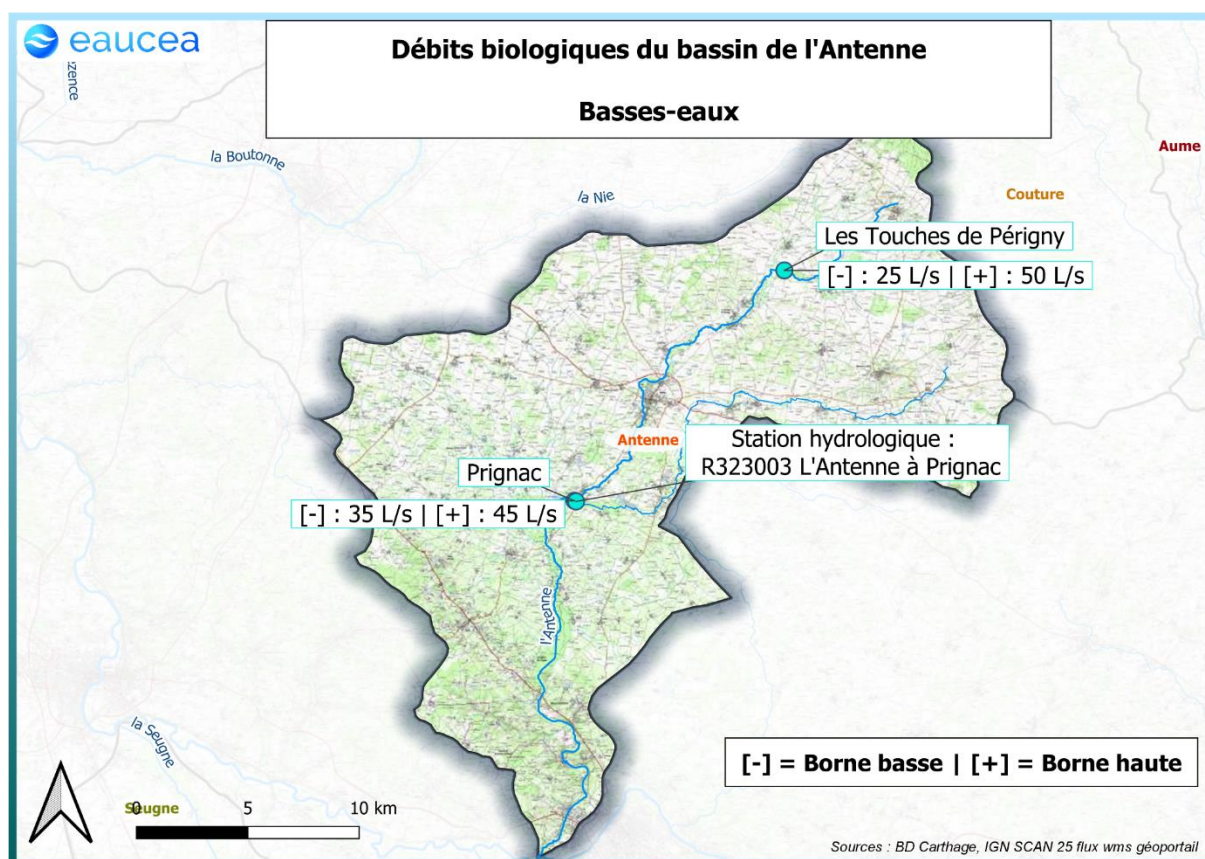 eaucea
Débits biologiques du bassin de l'Antenne
Basses-eaux
zence
la Boutonne
la Nie
Aume
Couture
Les Touches de Périgny
[-] : 25 L/s | [+] : 50 L/s
Antenne
Station hydrologique :
R323003 L'Antenne à Prignac
Prignac
[-] : 35 L/s | [+] : 45 L/s
l'Antenne
la Seugne
[-] = Borne basse | [+] = Borne haute
Seugne
0 5 10 km
Sources : BD Carthage, IGN SCAN 25 flux wms géoportail